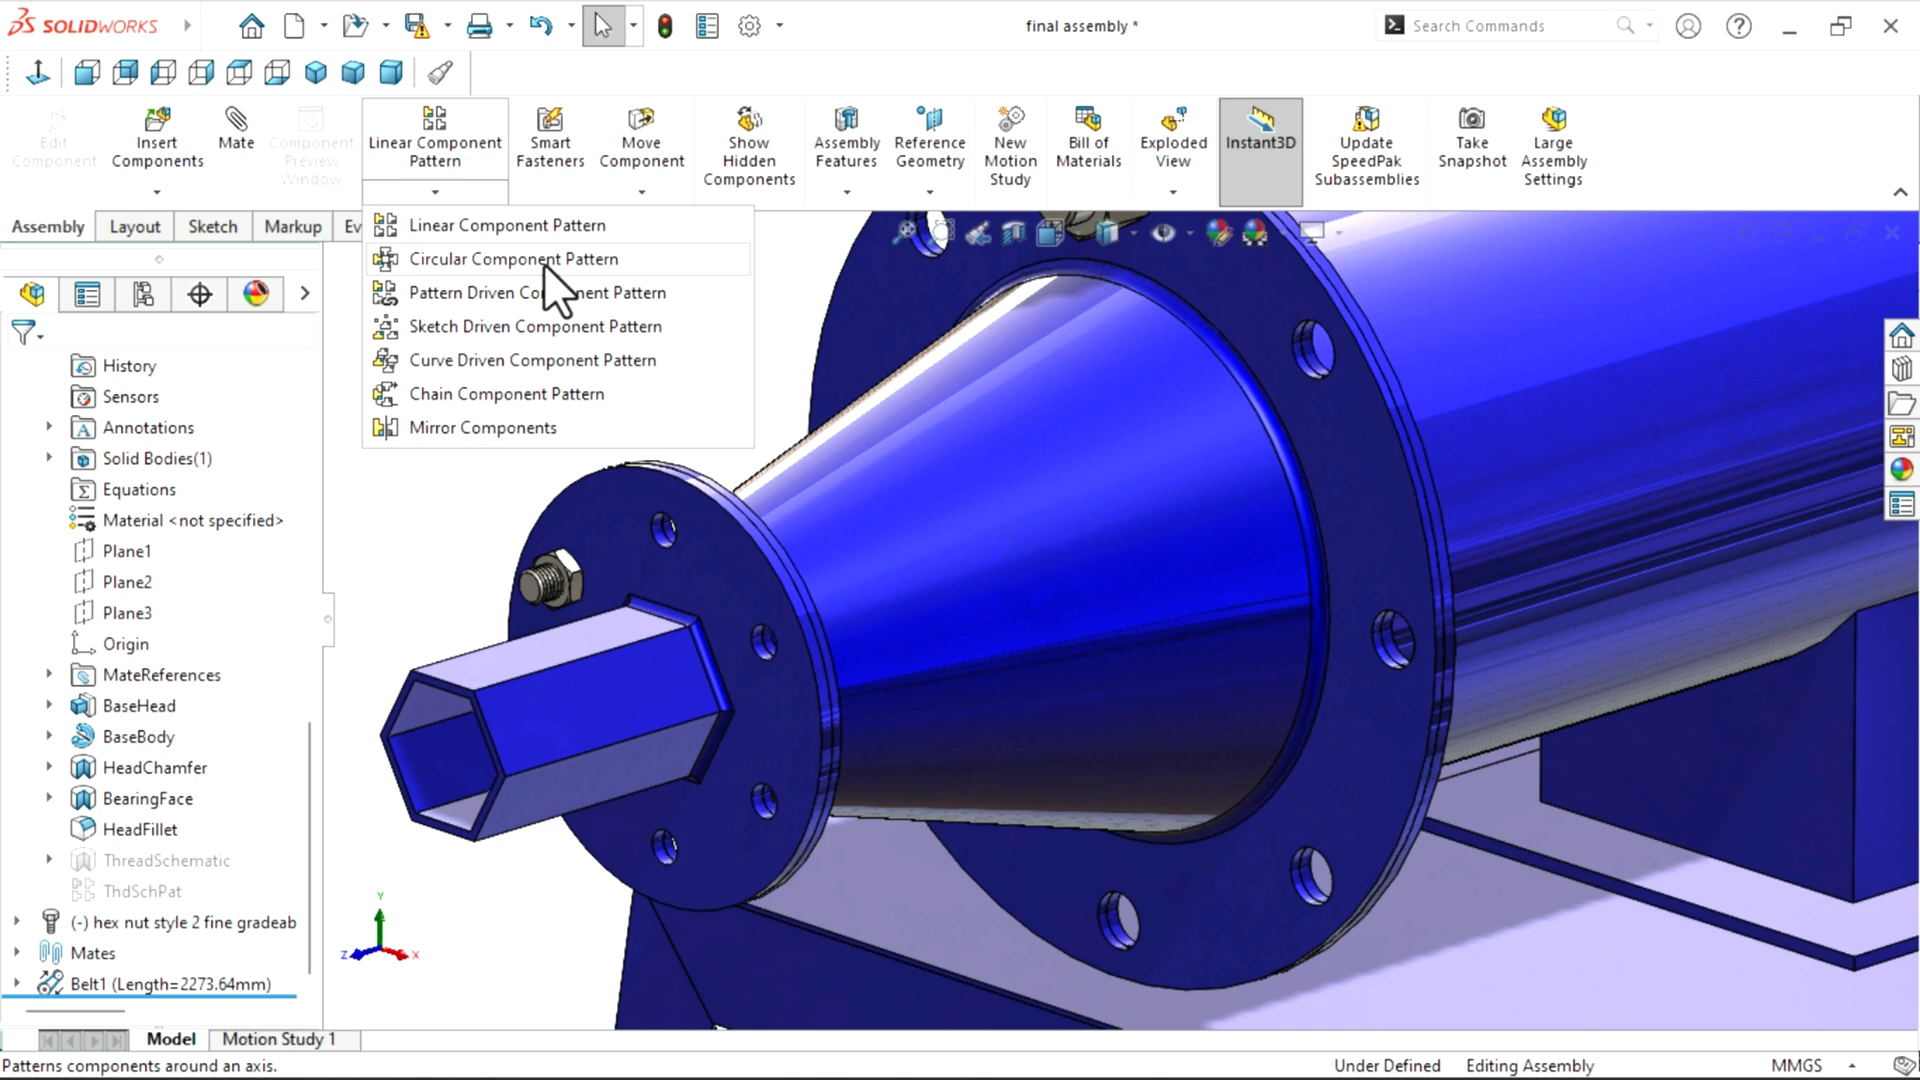 SOLIDWORKS
final assembly *
Search Commands
Edit
Component
Insert
Components
Mate
Component
Preview
Window
Linear Component
Pattern
Smart
Fasteners
Move
Component
Show
Hidden
Components
Assembly
Features
Reference
Geometry
New
Motion
Study
Bill of
Materials
Exploded
View
Instant3D
Update
SpeedPak
Subassemblies
Take
Snapshot
Large
Assembly
Settings
Assembly
Layout
Sketch
Markup
Ev
Linear Component Pattern
Circular Component Pattern
Pattern Driven Component Pattern
Sketch Driven Component Pattern
Curve Driven Component Pattern
Chain Component Pattern
Mirror Components
History
Sensors
Annotations
Solid Bodies(1)
Equations
Material <not specified>
Plane1
Plane2
Plane3
Origin
MateReferences
BaseHead
BaseBody
HeadChamfer
BearingFace
HeadFillet
ThreadSchematic
ThdSchPat
(-) hex nut style 2 fine gradeab
Mates
Belt1 (Length=2273.64mm)
Y
Z
X
Model
Motion Study 1
Patterns components around an axis.
Under Defined
Editing Assembly
MMGS